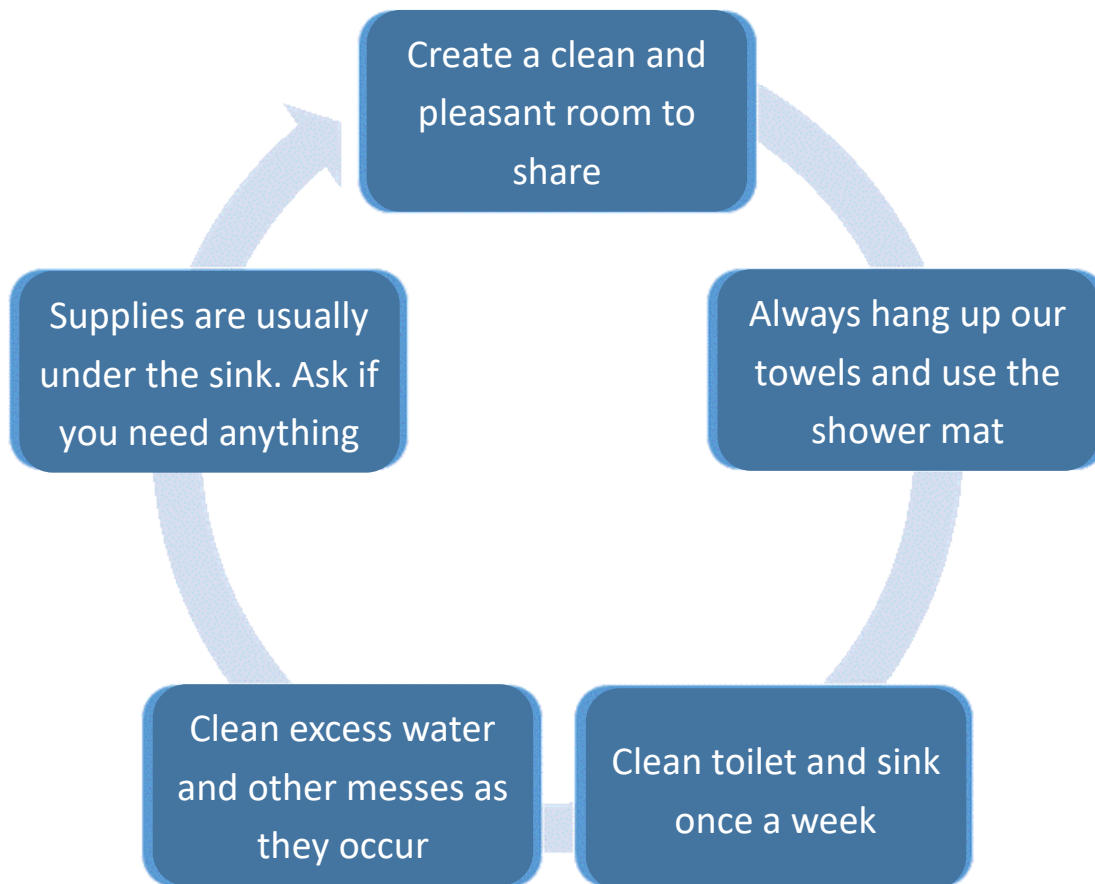 Create a clean and
pleasant room to
share
Always hang up our
towels and use the
shower mat
Clean toilet and sink
once a week
Clean excess water
and other messes as
they occur
Supplies are usually
under the sink. Ask if
you need anything